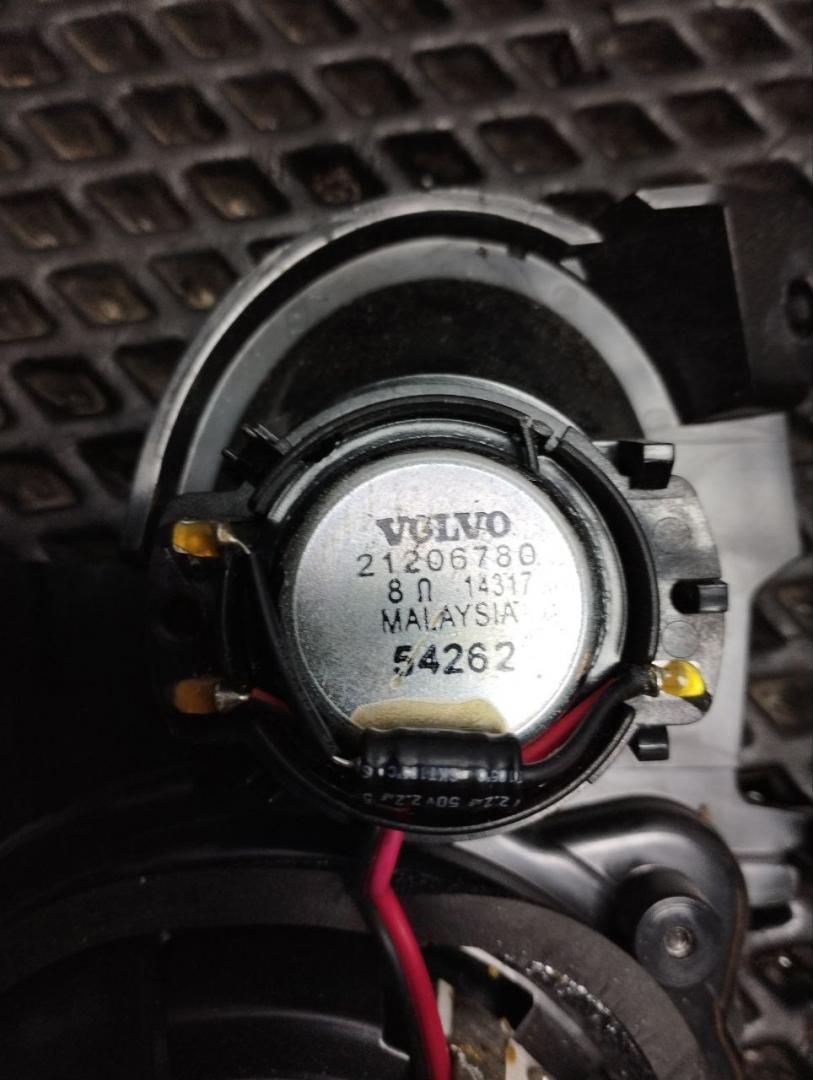 VOLVO
21206780
8 Ω 14317
MALAYSIA
54262